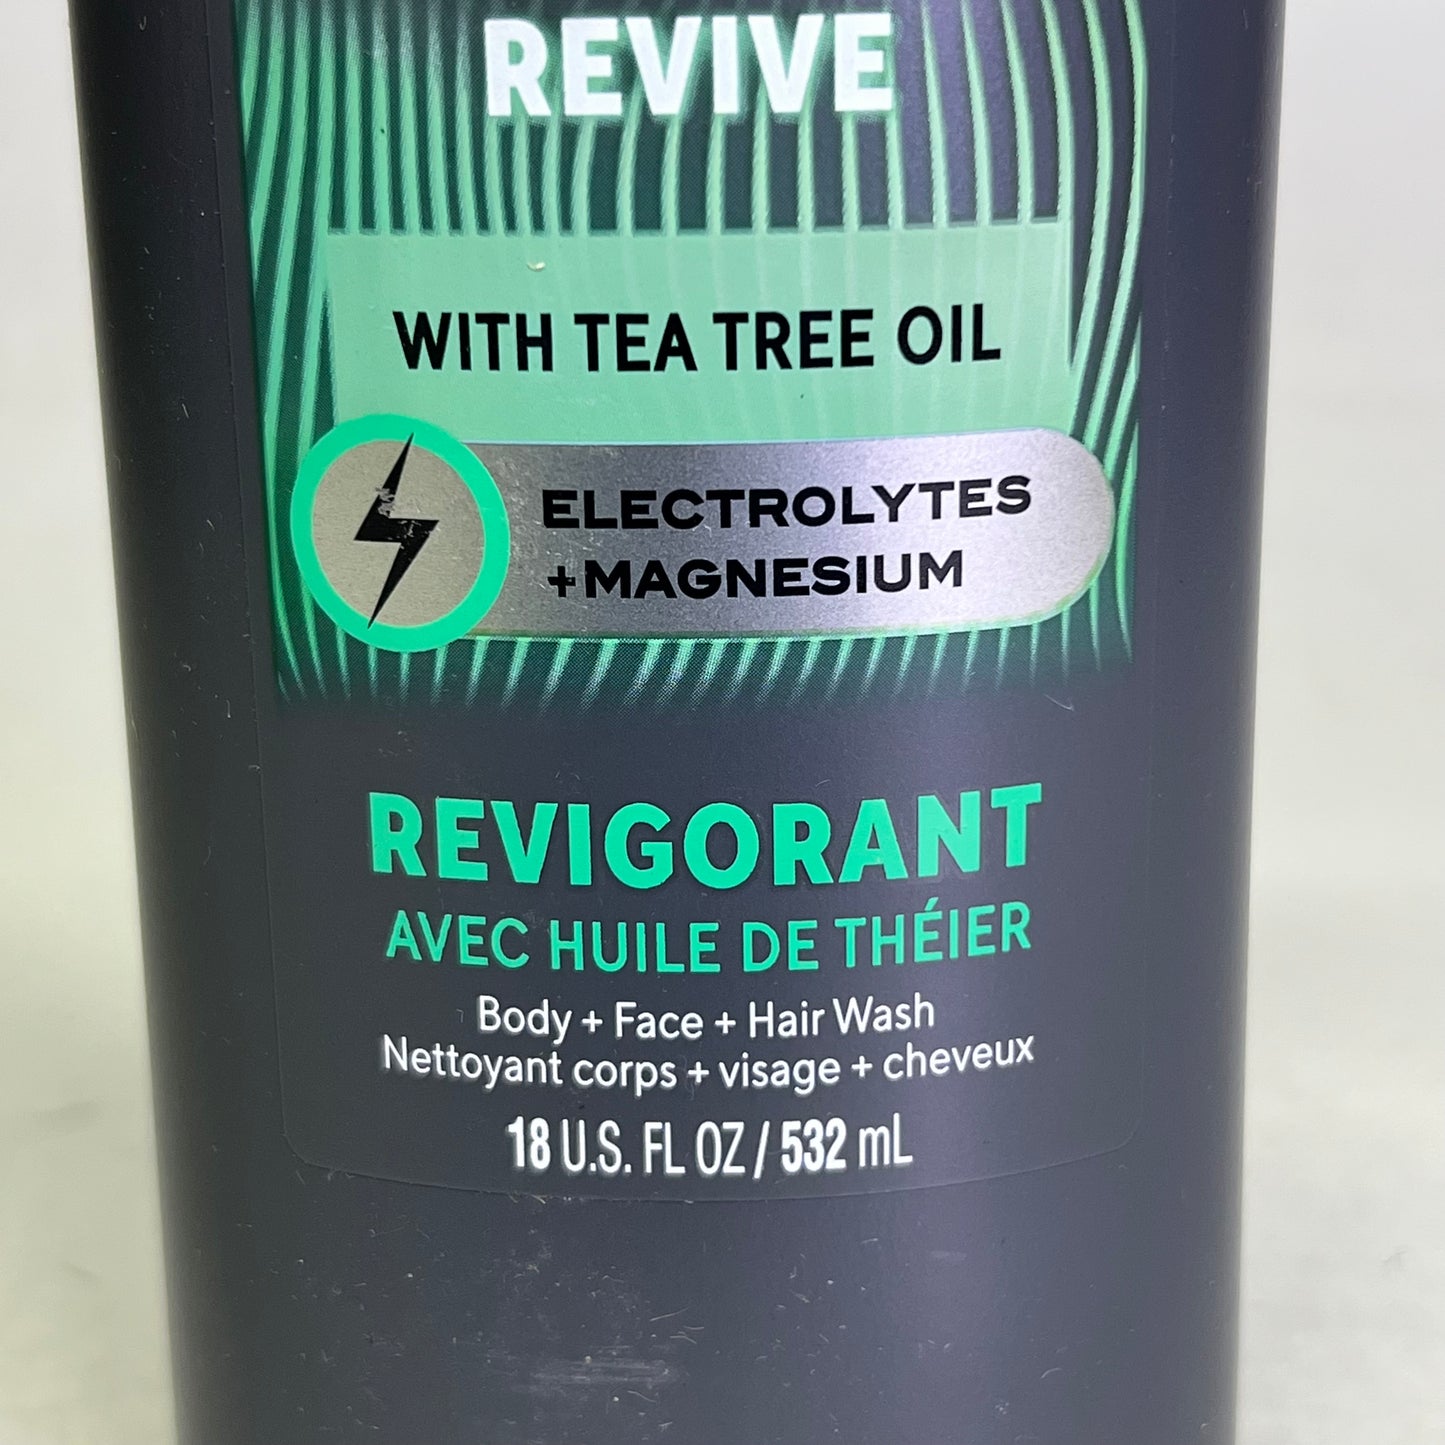 REVIVE
WITH TEA TREE OIL
ELECTROLYTES
+MAGNESIUM
REVIGORANT
AVEC HUILE DE THÉIER
Body + Face + Hair Wash
Nettoyant corps + visage + cheveux
18 U.S. FL OZ / 532 mL